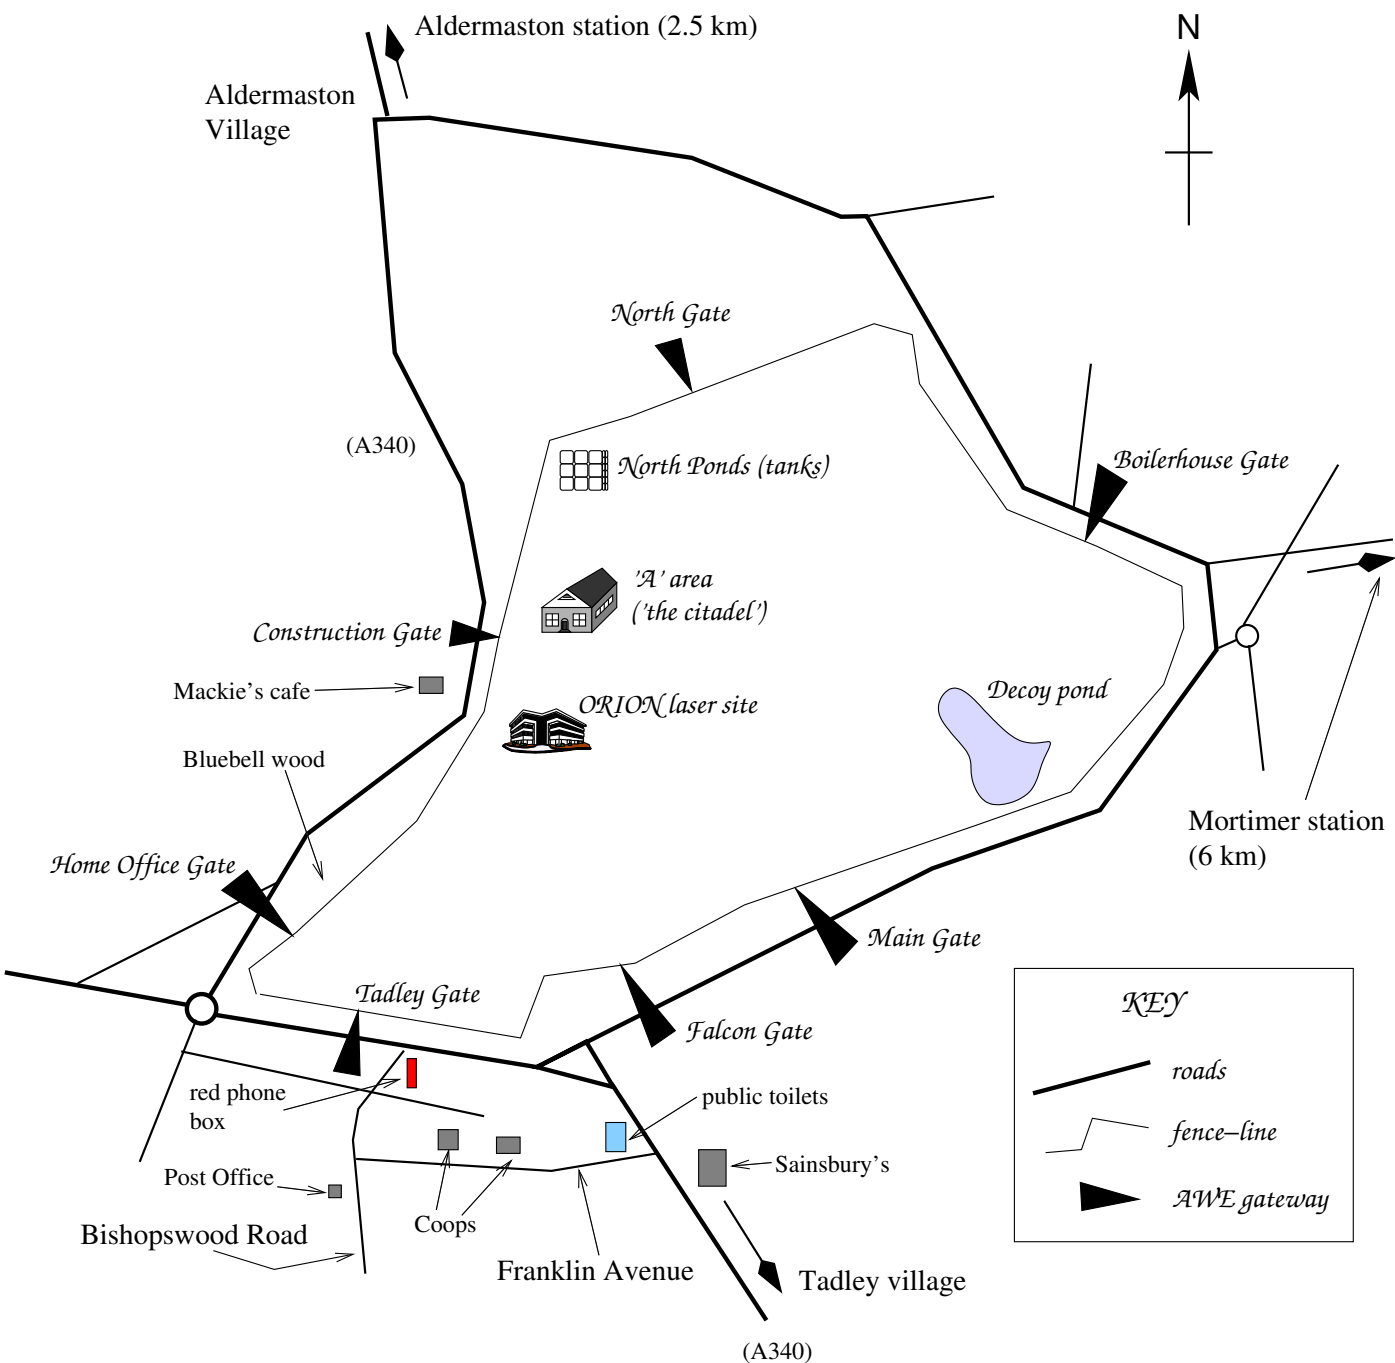 Aldermaston station (2.5 km)
N
Aldermaston
Village
North Gate
(A340)
North Ponds (tanks)
Boilerhouse Gate
'A' area
('the citadel')
Construction Gate
Mackie's cafe
ORION laser site
Decoy pond
Bluebell wood
Mortimer station
(6 km)
Home Office Gate
Main Gate
Tadley Gate
Falcon Gate
KEY
roads
fence–line
AWE gateway
red phone
box
public toilets
Post Office
Sainsbury's
Coops
Bishopswood Road
Franklin Avenue
Tadley village
(A340)